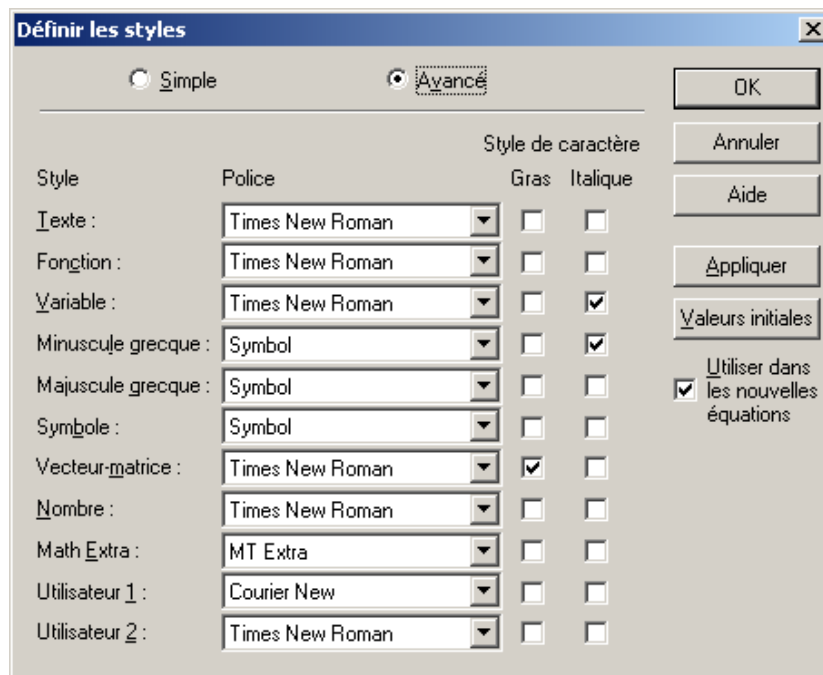 Définir les styles
Simple Avancé
OK
Annuler
Aide
Appliquer
Valeurs initiales
Utiliser dans
les nouvelles
équations
Style de caractère
Style Police Gras Italique
Texte : Times New Roman
Fonction : Times New Roman
Variable : Times New Roman
Minuscule grecque : Symbol
Majuscule grecque : Symbol
Symbole : Symbol
Vecteur-matrice : Times New Roman
Nombre : Times New Roman
Math Extra : MT Extra
Utilisateur 1 : Courier New
Utilisateur 2 : Times New Roman